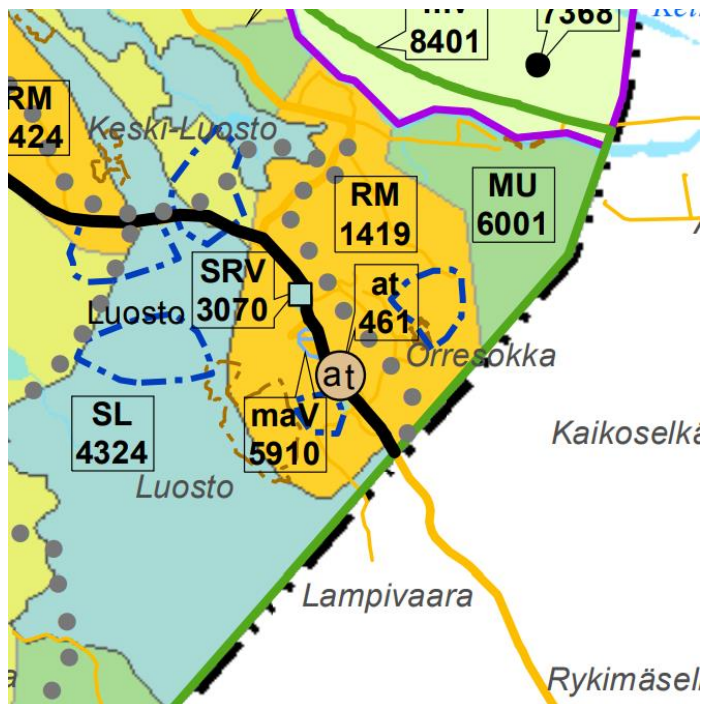 8401
7368
RM
424
Keski-Luosto
RM
1419
MU
6001
SRV
3070
at
461
Luosto
Orresokka
at
SL
4324
maV
5910
Kaikoselkä
Luosto
Lampivaara
Rykimäsel